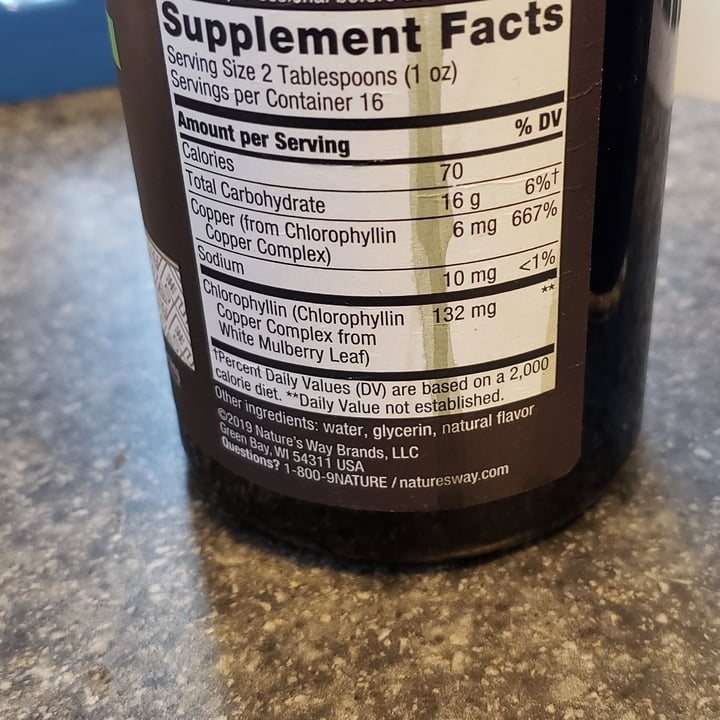 professional before
Supplement Facts
Serving Size 2 Tablespoons (1 oz)
Servings per Container 16
Amount per Serving % DV
Calories 70
Total Carbohydrate 16 g 6%†
Copper (from Chlorophyllin 6 mg 667%
Copper Complex)
Sodium 10 mg <1%
Chlorophyllin (Chlorophyllin 132 mg **
Copper Complex from
White Mulberry Leaf)
†Percent Daily Values (DV) are based on a 2,000
calorie diet. **Daily Value not established.
Other ingredients: water, glycerin, natural flavor
©2019 Nature's Way Brands, LLC
Green Bay, WI 54311 USA
Questions? 1-800-9NATURE / naturesway.com